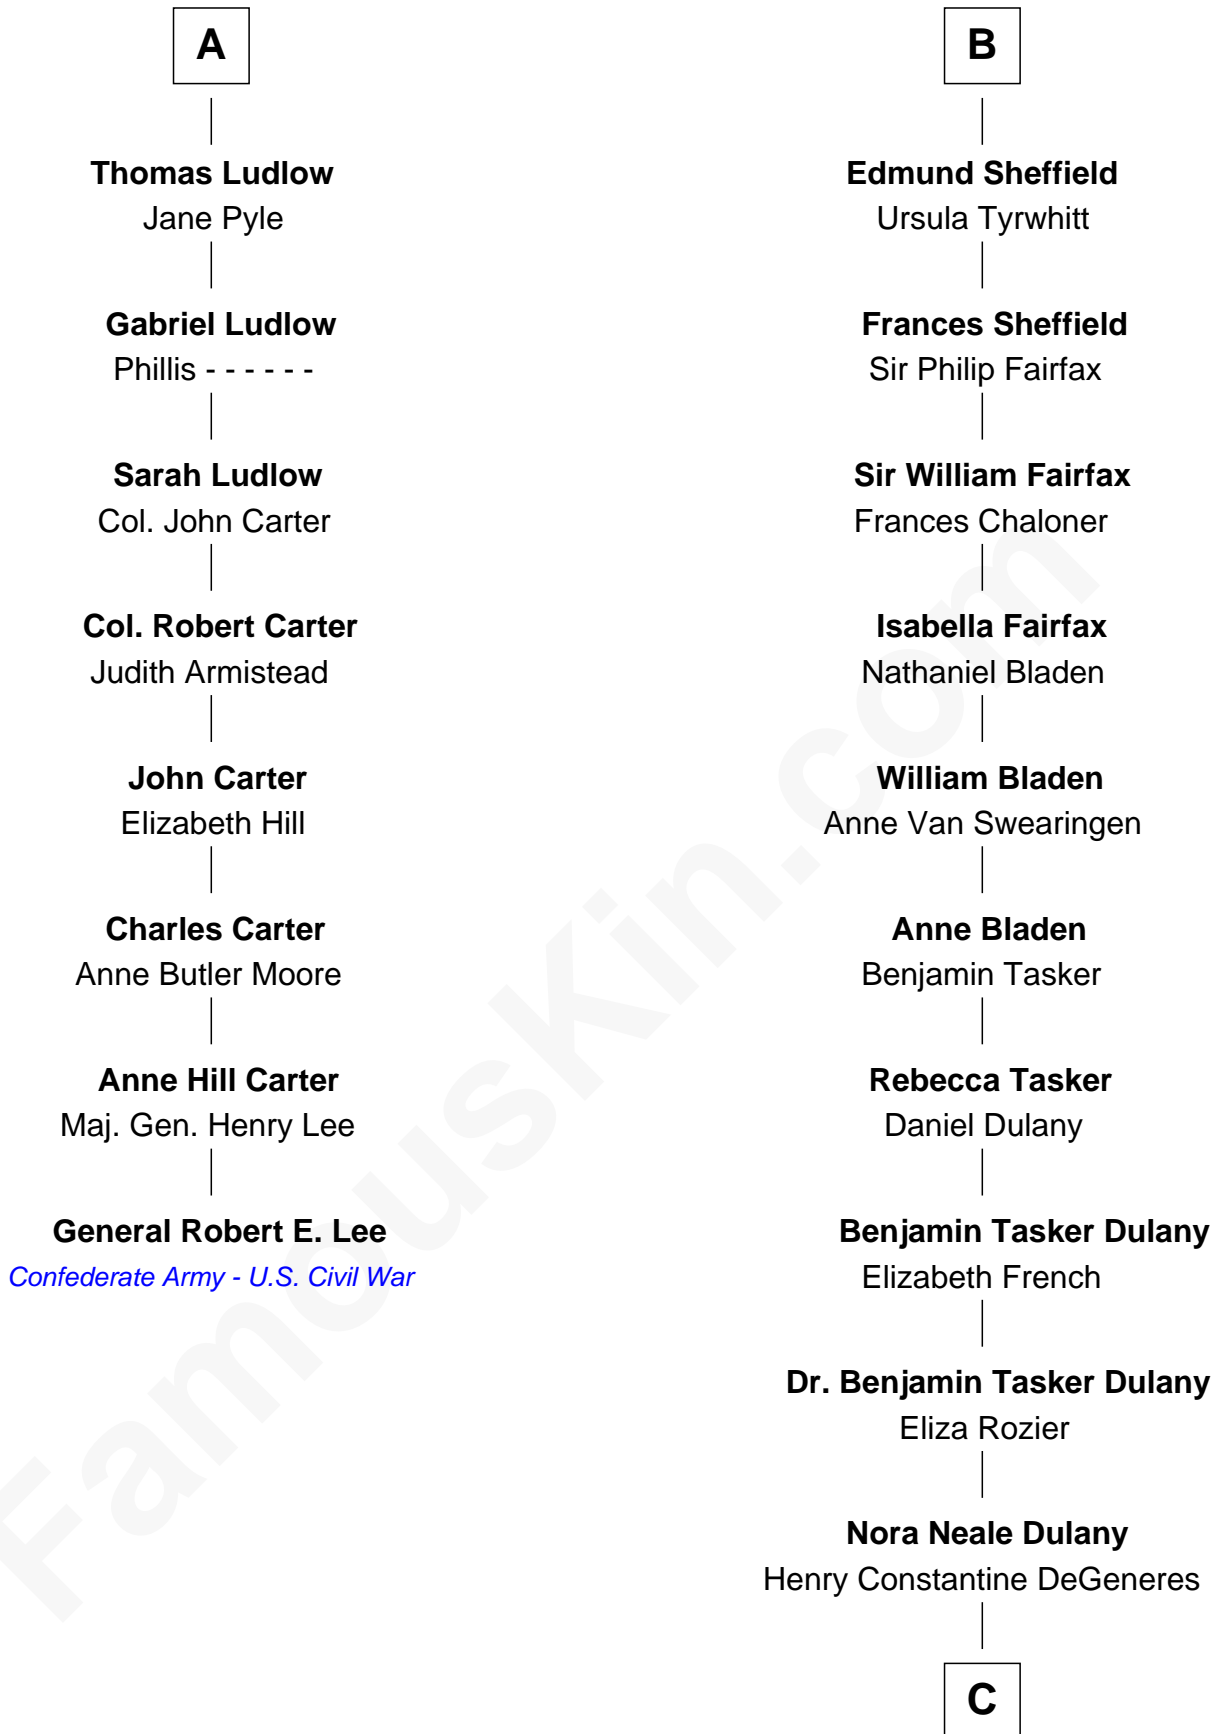 A
Thomas Ludlow
Jane Pyle
Gabriel Ludlow
Phillis - - - - - -
Sarah Ludlow
Col. John Carter
Col. Robert Carter
Judith Armistead
John Carter
Elizabeth Hill
Charles Carter
Anne Butler Moore
Anne Hill Carter
Maj. Gen. Henry Lee
General Robert E. Lee
Confederate Army - U.S. Civil War
B
Edmund Sheffield
Ursula Tyrwhitt
Frances Sheffield
Sir Philip Fairfax
Sir William Fairfax
Frances Chaloner
Isabella Fairfax
Nathaniel Bladen
William Bladen
Anne Van Swearingen
Anne Bladen
Benjamin Tasker
Rebecca Tasker
Daniel Dulany
Benjamin Tasker Dulany
Elizabeth French
Dr. Benjamin Tasker Dulany
Eliza Rozier
Nora Neale Dulany
Henry Constantine DeGeneres
C
FamousKin.com